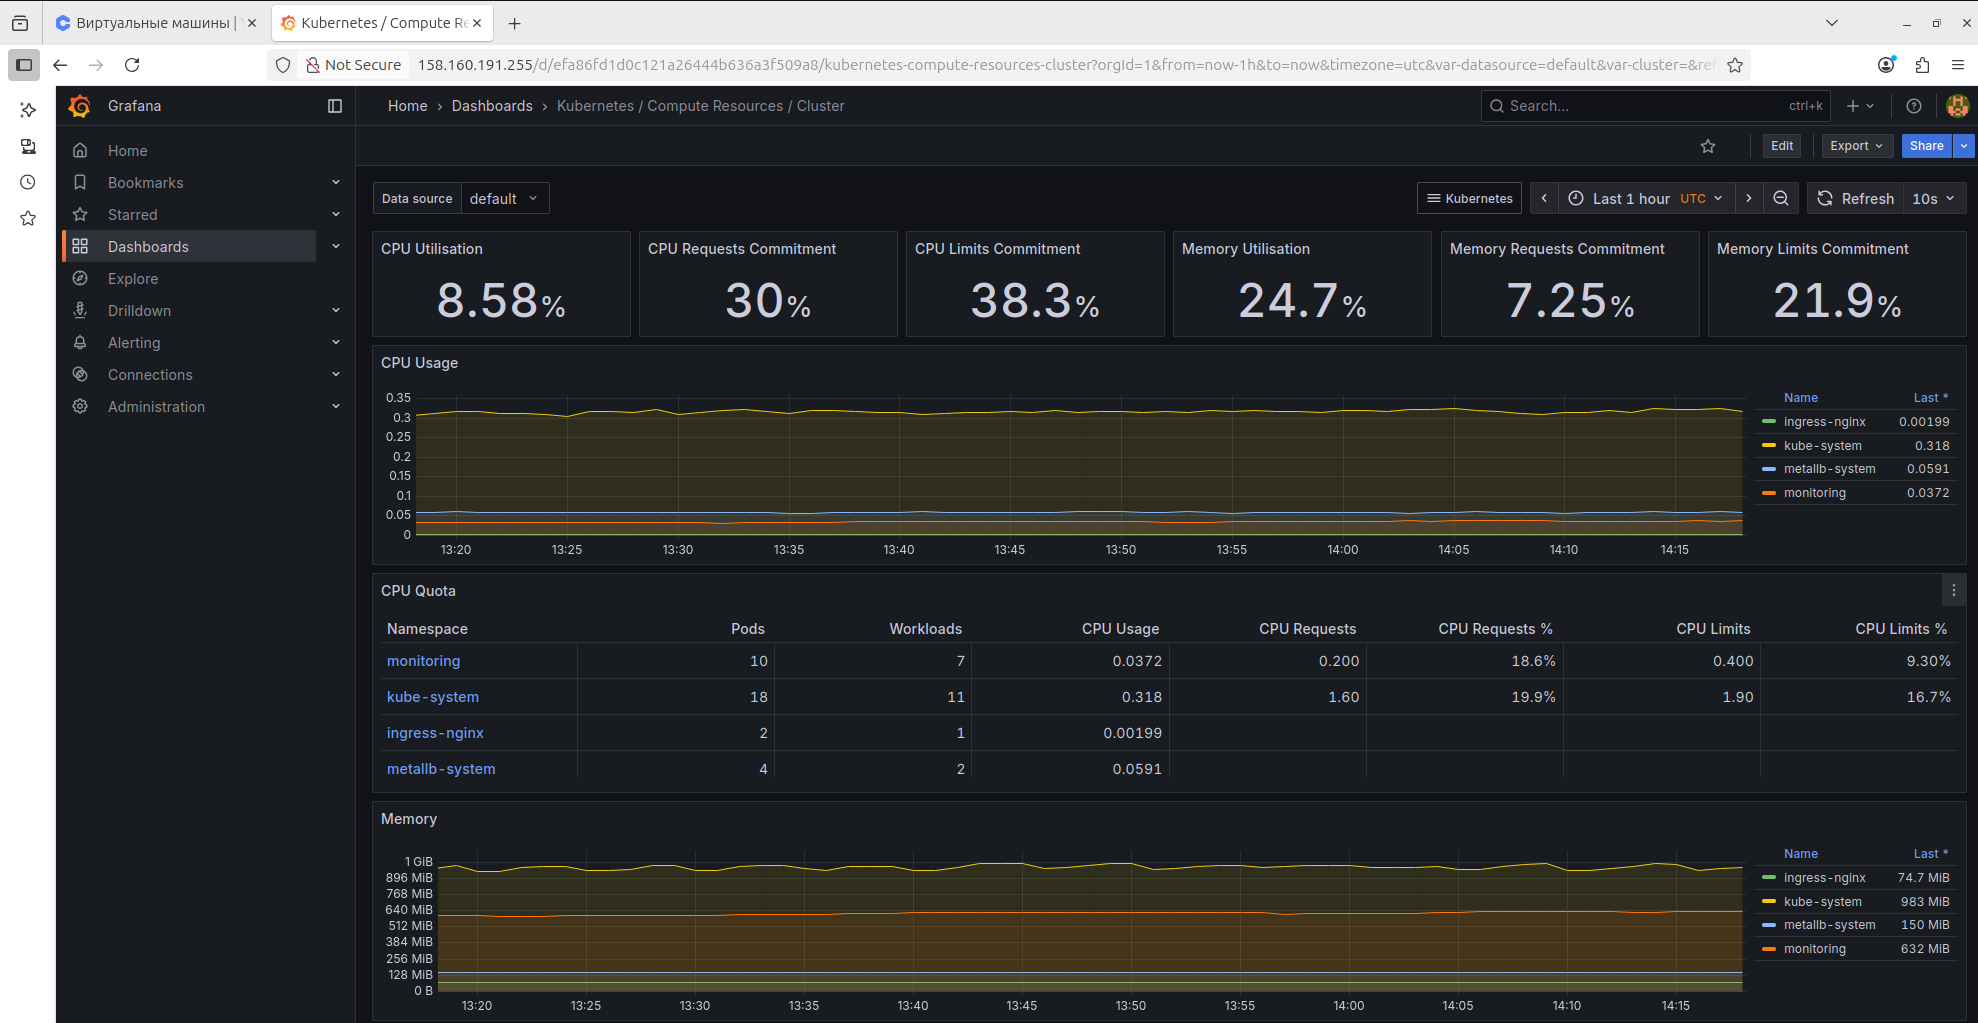 Виртуальные машины |
Kubernetes / Compute Re
Not Secure
158.160.191.255/d/efa86fd1d0c121a26444b636a3f509a8/kubernetes-compute-resources-cluster?orgId=1&from=now-1h&to=now&timezone=utc&var-datasource=default&var-cluster=&ref
Grafana
Home › Dashboards › Kubernetes / Compute Resources / Cluster
Search... ctrl+k
Home
Bookmarks
Starred
Dashboards
Explore
Drilldown
Alerting
Connections
Administration
Edit Export Share
Data source default
Kubernetes Last 1 hour UTC Refresh 10s
CPU Utilisation
8.58%
CPU Requests Commitment
30%
CPU Limits Commitment
38.3%
Memory Utilisation
24.7%
Memory Requests Commitment
7.25%
Memory Limits Commitment
21.9%
CPU Usage
0.35
0.3
0.25
0.2
0.15
0.1
0.05
0
13:20 13:25 13:30 13:35 13:40 13:45 13:50 13:55 14:00 14:05 14:10 14:15
Name Last *
ingress-nginx 0.00199
kube-system 0.318
metallb-system 0.0591
monitoring 0.0372
CPU Quota
Namespace Pods Workloads CPU Usage CPU Requests CPU Requests % CPU Limits CPU Limits %
monitoring 10 7 0.0372 0.200 18.6% 0.400 9.30%
kube-system 18 11 0.318 1.60 19.9% 1.90 16.7%
ingress-nginx 2 1 0.00199
metallb-system 4 2 0.0591
Memory
1 GiB
896 MiB
768 MiB
640 MiB
512 MiB
384 MiB
256 MiB
128 MiB
0 B
13:20 13:25 13:30 13:35 13:40 13:45 13:50 13:55 14:00 14:05 14:10 14:15
Name Last *
ingress-nginx 74.7 MiB
kube-system 983 MiB
metallb-system 150 MiB
monitoring 632 MiB